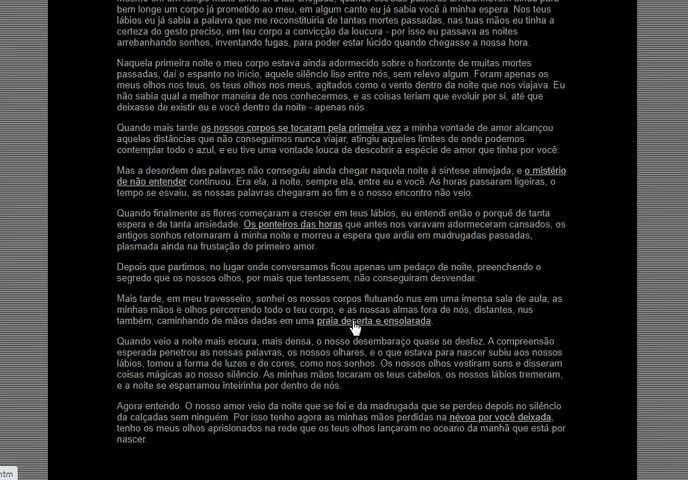 bem longe um corpo já prometido ao meu, em algum canto eu já sabia você à minha espera. Nos teus
lábios eu já sabia a palavra que me reconstituiria de tantas mortes passadas, nas tuas mãos eu tinha a
certeza do gesto preciso, em teu corpo a convicção da loucura - por isso eu passava as noites
arrebanhando sonhos, inventando fugas, para poder estar lúcido quando chegasse a nossa hora.
Naquela primeira noite o meu corpo estava ainda adormecido sobre o horizonte de muitas mortes
passadas, daí o espanto no início, aquele silêncio liso entre nós, sem relevo algum. Foram apenas os
meus olhos nos teus, os teus olhos nos meus, agitados como o vento dentro da noite que nos viajava. Eu
não sabia qual a melhor maneira de nos conhecermos, e as coisas teriam que evoluir por si, até que
deixasse de existir eu e você dentro da noite - apenas nós.
Quando mais tarde os nossos corpos se tocaram pela primeira vez a minha vontade de amor alcançou
aquelas distâncias que não conseguimos nunca viajar, atingiu aqueles limites de onde podemos
contemplar todo o azul, e eu tive uma vontade louca de descobrir a espécie de amor que tinha por você.
Mas a desordem das palavras não conseguiu ainda chegar naquela noite à síntese almejada, e o mistério
de não entender continuou. Era ela, a noite, sempre ela, entre eu e você. As horas passaram ligeiras, o
tempo se esvaiu, as nossas palavras chegaram ao fim e o nosso encontro não veio.
Quando finalmente as flores começaram a crescer em teus lábios, eu entendi então o porquê de tanta
espera e de tanta ansiedade. Os ponteiros das horas que antes nos varavam adormeceram cansados, os
antigos sonhos retornaram à minha noite e morreu a espera que ardia em madrugadas passadas,
plasmada ainda na frustação do primeiro amor.
Depois que partimos, no lugar onde conversamos ficou apenas um pedaço de noite, preenchendo o
segredo que os nossos olhos, por mais que tentassem, não conseguiram desvendar.
Mais tarde, em meu travesseiro, sonhei os nossos corpos flutuando nus em uma imensa sala de aula, as
minhas mãos e olhos percorrendo todo o teu corpo, e as nossas almas fora de nós, distantes, nus
também, caminhando de mãos dadas em uma praia deserta e ensolarada.
Quando veio a noite mais escura, mais densa, o nosso desembaraço quase se desfez. A compreensão
esperada penetrou as nossas palavras, os nossos olhares, e o que estava para nascer subiu aos nossos
lábios, tomou a forma de luzes e de cores, como nos sonhos. Os nossos olhos vestiram sons e disseram
coisas mágicas ao nosso silêncio. As minhas mãos tocaram os teus cabelos, os nossos lábios tremeram,
e a noite se esparramou inteirinha por dentro de nós.
Agora entendo. O nosso amor veio da noite que se foi e da madrugada que se perdeu depois no silêncio
da calçadas sem ninguém. Por isso tenho agora as minhas mãos perdidas na névoa por você deixada,
tenho os meus olhos aprisionados na rede que os teus olhos lançaram no oceano da manhã que está por
nascer.